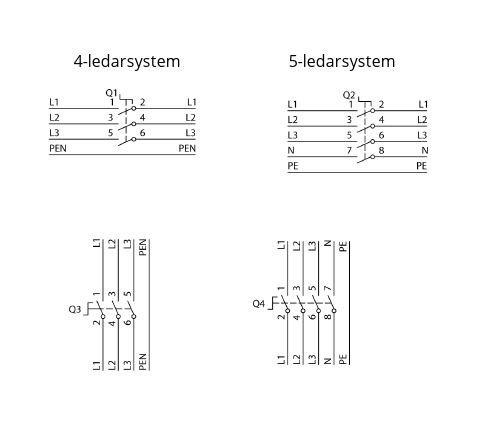 4-ledarsystem
5-ledarsystem
Q1
L1 1 2 L1
L2 3 4 L2
L3 5 6 L3
PEN PEN
Q2
L1 1 2 L1
L2 3 4 L2
L3 5 6 L3
N 7 8 N
PE PE
L1 L2 L3 PEN
1 3 5
Q3
2 4 6
L1 L2 L3 PEN
L1 L2 L3 N PE
1 3 5 7
Q4
2 4 6 8
L1 L2 L3 N PE